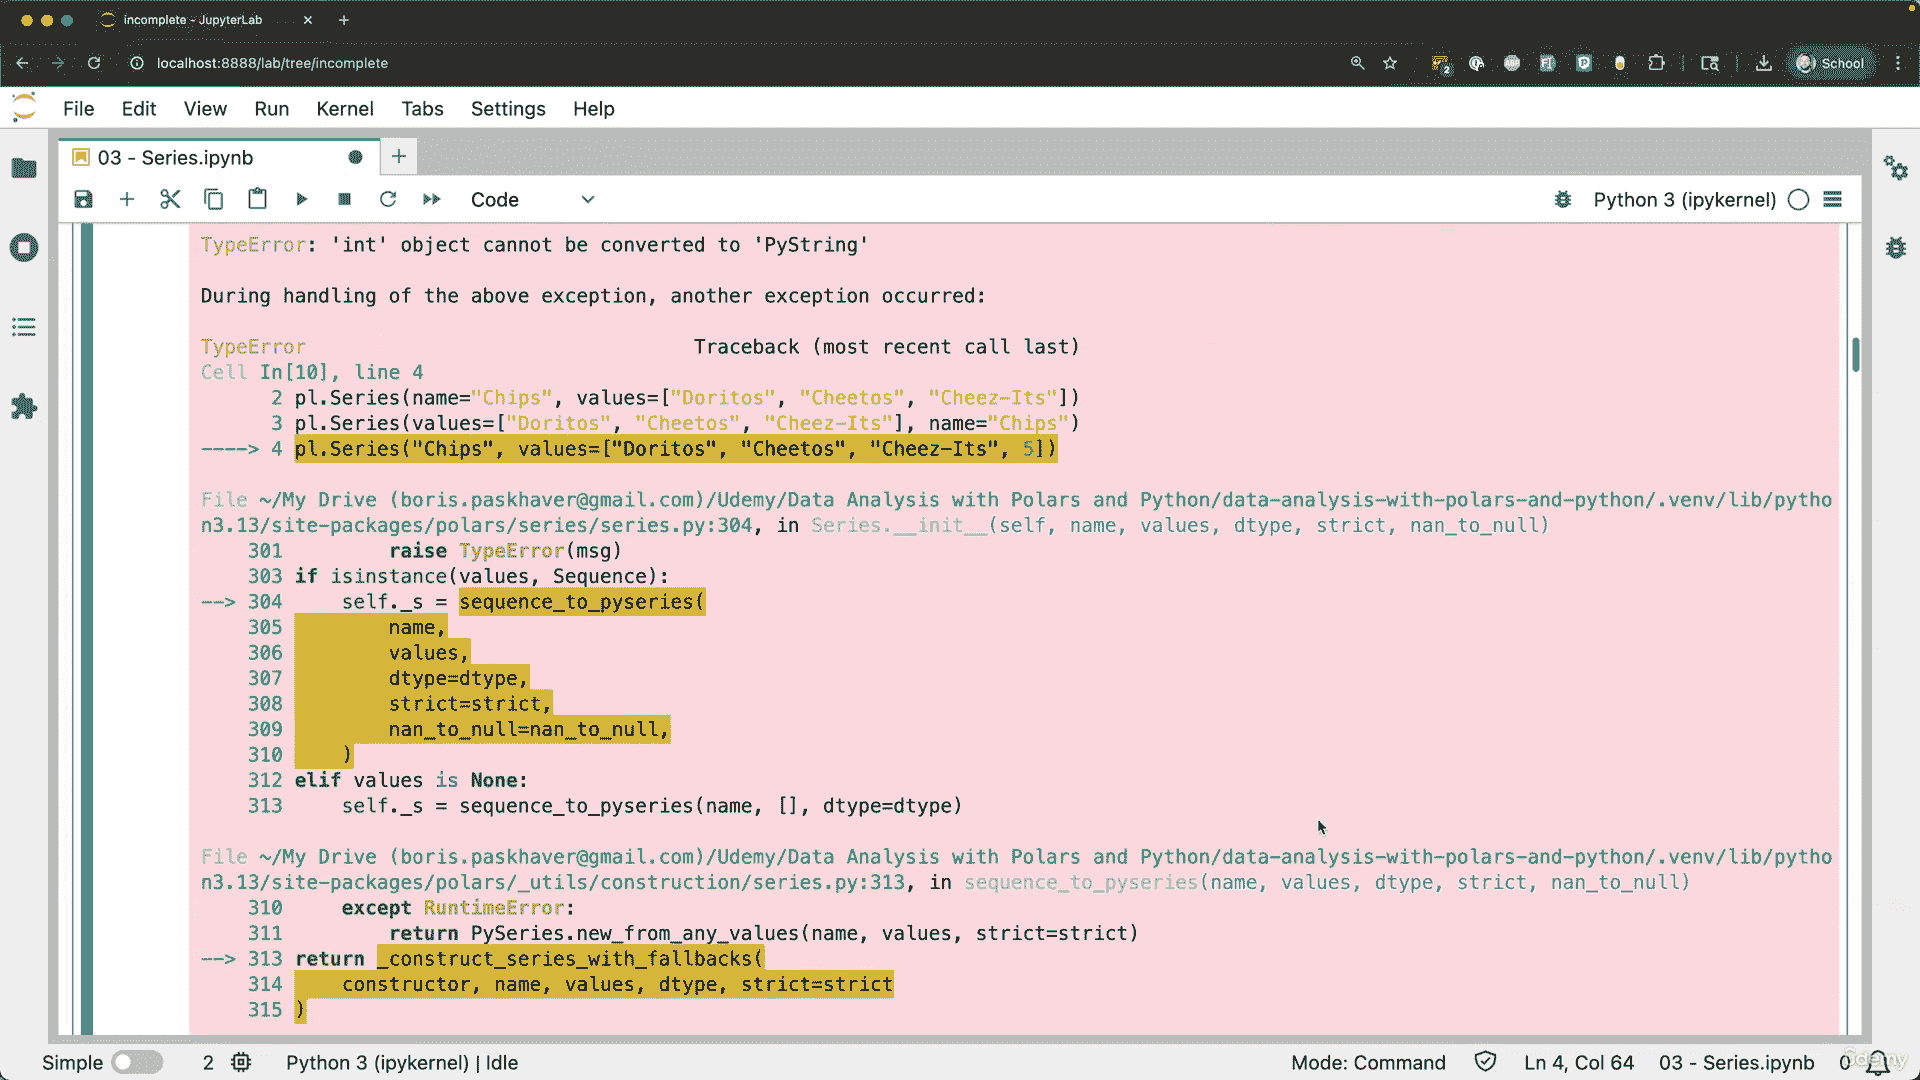 incomplete - JupyterLab
localhost:8888/lab/tree/incomplete
2
School
File Edit View Run Kernel Tabs Settings Help
03 - Series.ipynb
Code
Python 3 (ipykernel)
TypeError: 'int' object cannot be converted to 'PyString'
During handling of the above exception, another exception occurred:
TypeError Traceback (most recent call last)
Cell In[10], line 4
2 pl.Series(name="Chips", values=["Doritos", "Cheetos", "Cheez-Its"])
3 pl.Series(values=["Doritos", "Cheetos", "Cheez-Its"], name="Chips")
----> 4 pl.Series("Chips", values=["Doritos", "Cheetos", "Cheez-Its", 5])
File ~/My Drive (boris.paskhaver@gmail.com)/Udemy/Data Analysis with Polars and Python/data-analysis-with-polars-and-python/.venv/lib/pytho
n3.13/site-packages/polars/series/series.py:304, in Series.__init__(self, name, values, dtype, strict, nan_to_null)
301 raise TypeError(msg)
303 if isinstance(values, Sequence):
--> 304 self._s = sequence_to_pyseries(
305 name,
306 values,
307 dtype=dtype,
308 strict=strict,
309 nan_to_null=nan_to_null,
310 )
312 elif values is None:
313 self._s = sequence_to_pyseries(name, [], dtype=dtype)
File ~/My Drive (boris.paskhaver@gmail.com)/Udemy/Data Analysis with Polars and Python/data-analysis-with-polars-and-python/.venv/lib/pytho
n3.13/site-packages/polars/_utils/construction/series.py:313, in sequence_to_pyseries(name, values, dtype, strict, nan_to_null)
310 except RuntimeError:
311 return PySeries.new_from_any_values(name, values, strict=strict)
--> 313 return _construct_series_with_fallbacks(
314 constructor, name, values, dtype, strict=strict
315 )
Simple 2 Python 3 (ipykernel) | Idle Mode: Command Ln 4, Col 64 03 - Series.ipynb 0